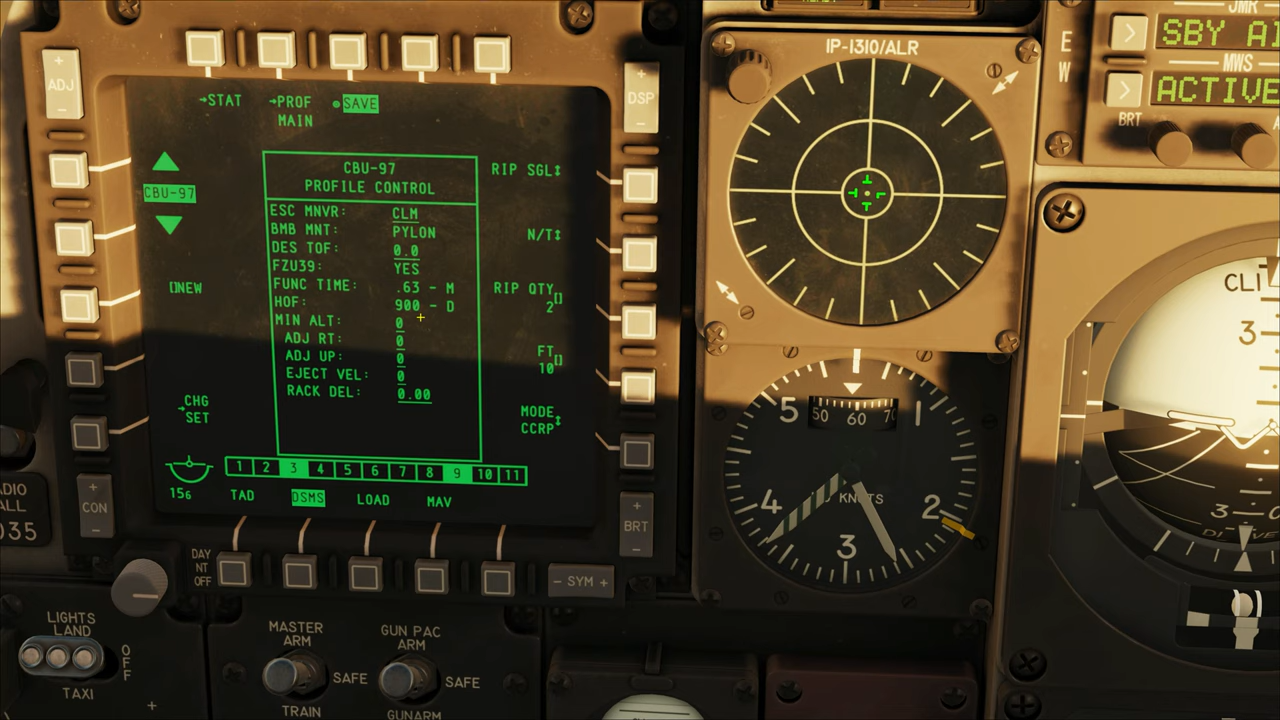 ADJ
→STAT
→PROF
MAIN
SAVE
DSP
CBU-97
CBU-97
PROFILE CONTROL
ESC MNVR: CLM
BMB MNT: PYLON
DES TOF: 0.0
FZU39: YES
FUNC TIME: .63 - M
HOF: 900 - D
MIN ALT: 0
ADJ RT: 0
ADJ UP: 0
EJECT VEL: 0
RACK DEL: 0.00
[]NEW
→CHG
SET
RIP SGL↕
N/T↕
RIP QTY
2[]
FT
10[]
MODE↕
CCRP
1 2 3 4 5 6 7 8 9 10 11
156
TAD DSMS LOAD MAV
CON
BRT
DAY
NT
OFF
- SYM +
LIGHTS
LAND
OFF
TAXI
MASTER
ARM
SAFE
TRAIN
GUN PAC
ARM
SAFE
GUNARM
035
IP-1310/ALR
50 60
5 1
4 2
3
KNOTS
EW
JMR
SBY
MWS
ACTIVE
BRT
CLI
3
3